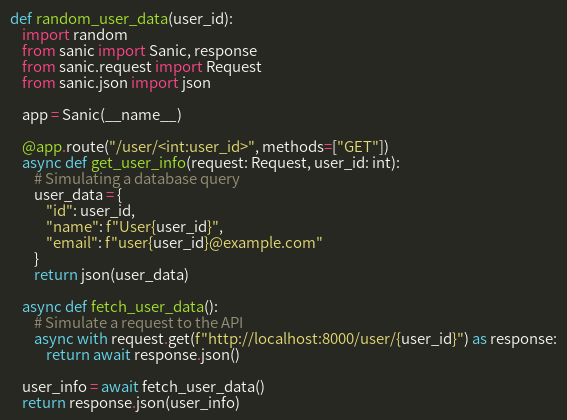 def random_user_data(user_id):
    import random
    from sanic import Sanic, response
    from sanic.request import Request
    from sanic.json import json

    app = Sanic(__name__)

    @app.route("/user/<int:user_id>", methods=["GET"])
    async def get_user_info(request: Request, user_id: int):
        # Simulating a database query
        user_data = {
            "id": user_id,
            "name": f"User{user_id}",
            "email": f"user{user_id}@example.com"
        }
        return json(user_data)

    async def fetch_user_data():
        # Simulate a request to the API
        async with request.get(f"http://localhost:8000/user/{user_id}") as response:
            return await response.json()

    user_info = await fetch_user_data()
    return response.json(user_info)